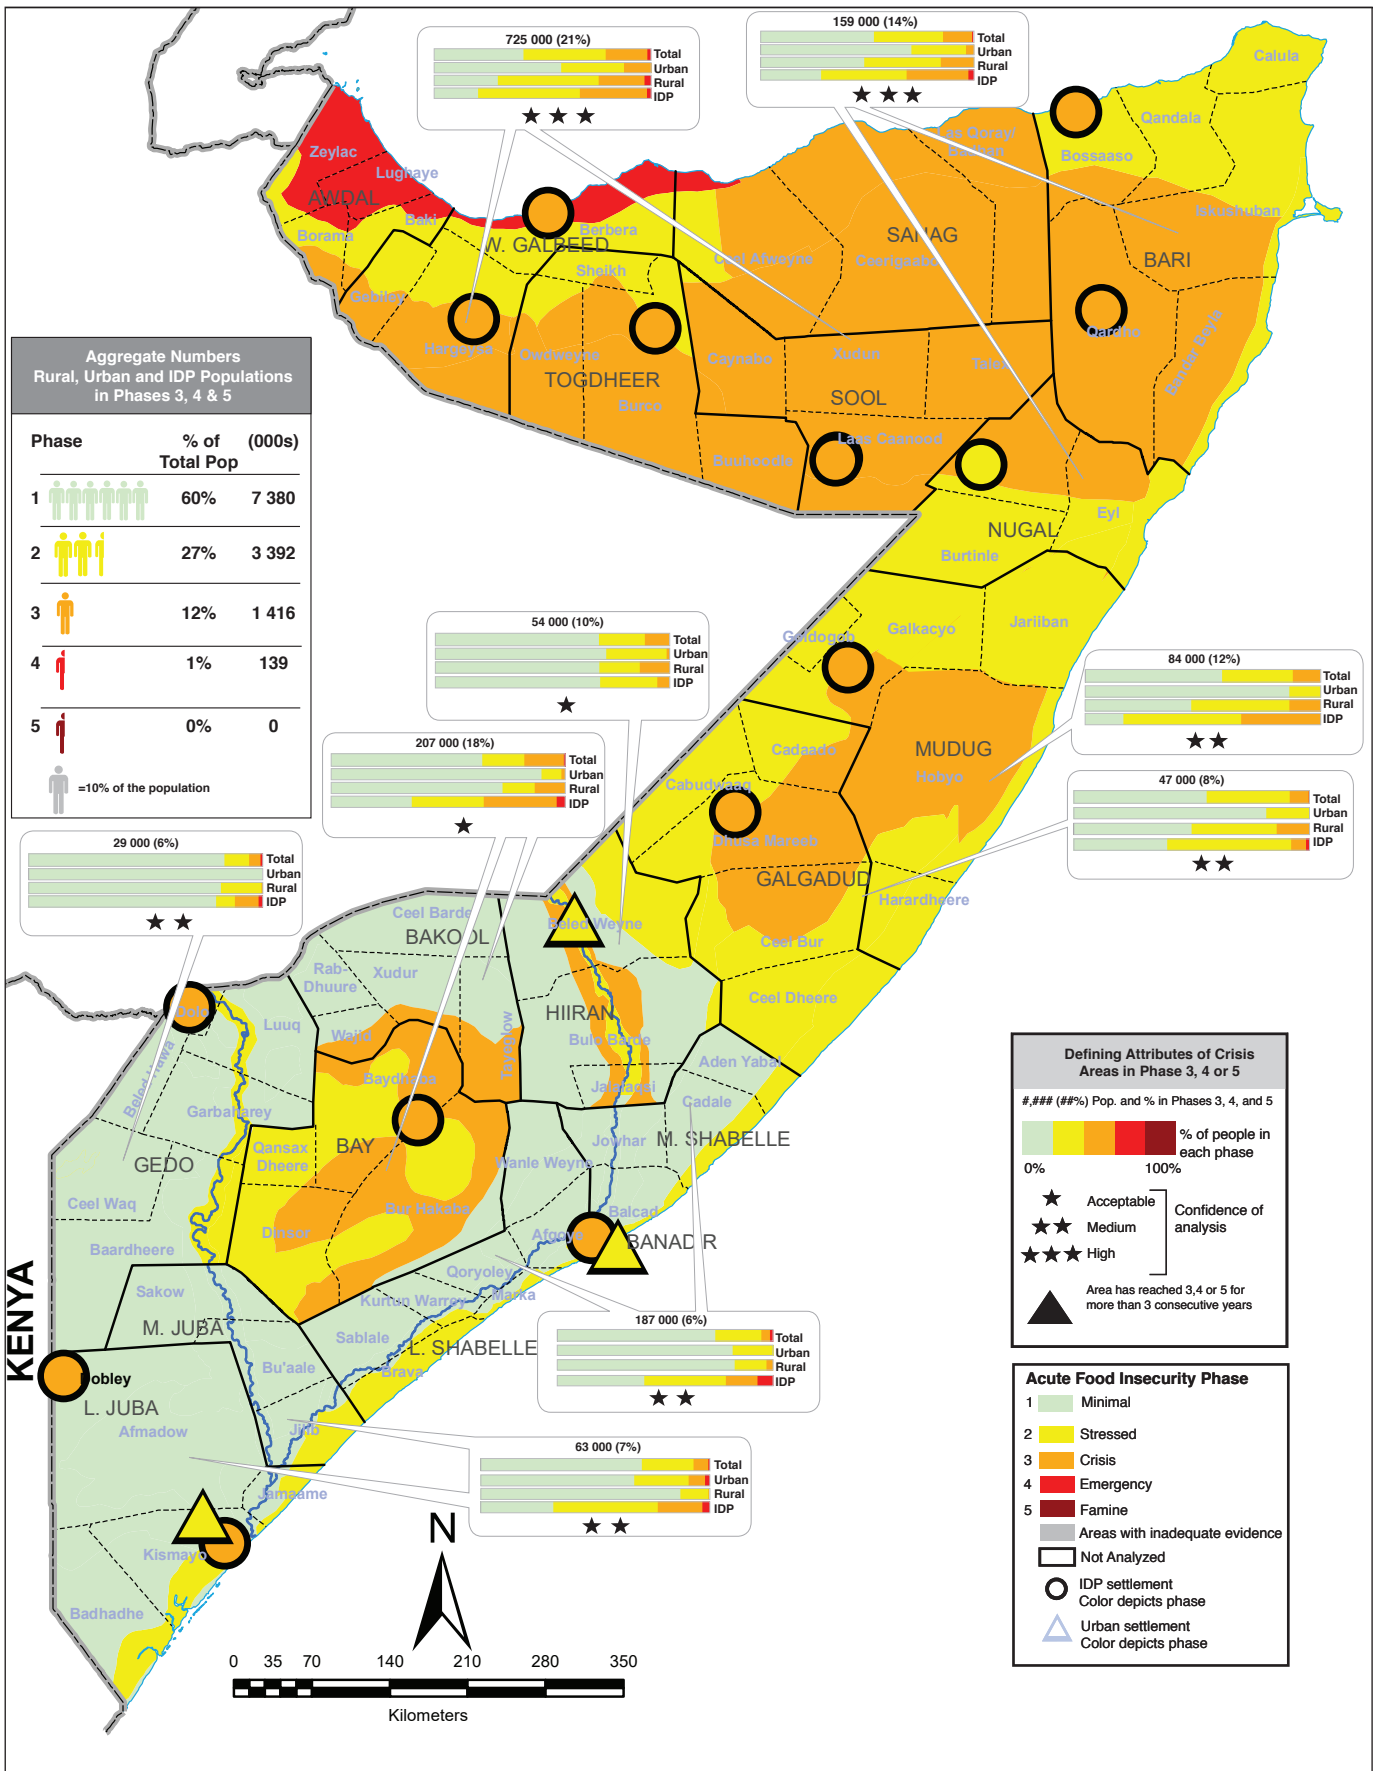 725 000 (21%)
Total
Urban
Rural
IDP
159 000 (14%)
Total
Urban
Rural
IDP
Calula
Qandala
Bossaaso
Las Qoray/
Badhan
Iskushuban
Zeylac
Lughaye
AWDAL
Baki
Borama
Berbera
W. GALBEED
Sheikh
Gebiley
Hargeysa
Ceel Afweyne
SANAG
Ceerigaabo
BARI
Qardho
Bandar Beyla
Owdweyne
TOGDHEER
Burco
Caynabo
Xudun
Talex
SOOL
Laas Caanood
Buuhoodle
NUGAL
Eyl
Burtinle
Aggregate Numbers
Rural, Urban and IDP Populations
in Phases 3, 4 & 5
Phase
% of
Total Pop
(000s)
1 60% 7 380
2 27% 3 392
3 12% 1 416
4 1% 139
5 0% 0
=10% of the population
54 000 (10%)
Total
Urban
Rural
IDP
Galdogob
Galkacyo
Jariiban
84 000 (12%)
Total
Urban
Rural
IDP
207 000 (18%)
Total
Urban
Rural
IDP
Cadaado
MUDUG
Hobyo
Cabudwaaq
47 000 (8%)
Total
Urban
Rural
IDP
Dhusa Mareeb
GALGADUD
Harardheere
29 000 (6%)
Total
Urban
Rural
IDP
Ceel Barde
BAKOOL
Beled Weyne
Ceel Bur
Rab-
Dhuure
Xudur
Ceel Dheere
Dolo
Luuq
HIIRAN
Wajid
Tayeglow
Bulo Barde
Aden Yabal
Beled Hawa
Baydhaba
Jalalaqsi
Cadale
Garbaharey
Qansax
Dheere
BAY
Jowhar
M. SHABELLE
GEDO
Wanle Weyne
Ceel Waq
Bur Hakaba
Balcad
Dinsor
Afgoye
BANADIR
Baardheere
Qoryoley
Marka
Sakow
Kurtun Warrey
M. JUBA
Sablale
L. SHABELLE
KENYA
Bu'aale
Brava
Dobley
L. JUBA
Afmadow
Jilib
187 000 (6%)
Total
Urban
Rural
IDP
63 000 (7%)
Total
Urban
Rural
IDP
Jamaame
Kismayo
Badhadhe
N
0 35 70 140 210 280 350
Kilometers
Defining Attributes of Crisis
Areas in Phase 3, 4 or 5
#,### (##%) Pop. and % in Phases 3, 4, and 5
% of people in
each phase
0% 100%
Acceptable
Medium
High
Confidence of
analysis
Area has reached 3,4 or 5 for
more than 3 consecutive years
Acute Food Insecurity Phase
1 Minimal
2 Stressed
3 Crisis
4 Emergency
5 Famine
Areas with inadequate evidence
Not Analyzed
IDP settlement
Color depicts phase
Urban settlement
Color depicts phase